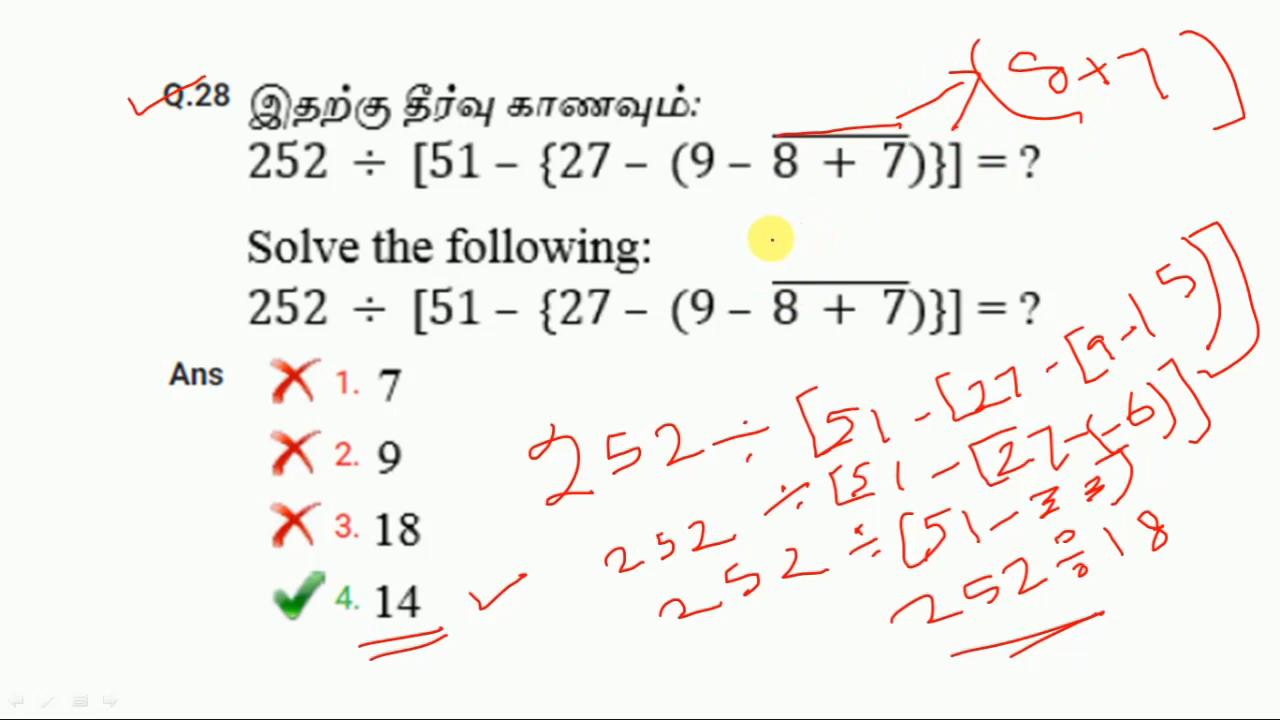 (8+7)
Q.28 இதற்கு தீர்வு காணவும்:
252 ÷ [51 – {27 – (9 – 8 + 7)}] = ?
Solve the following:
252 ÷ [51 – {27 – (9 – 8 + 7)}] = ?
Ans
1. 7
2. 9
3. 18
4. 14
252 ÷ [51 - [27 - [9-15]]]
252 ÷ [51 - [27-(-6)]]
252 ÷ [51 - 33]
252 ÷ 18